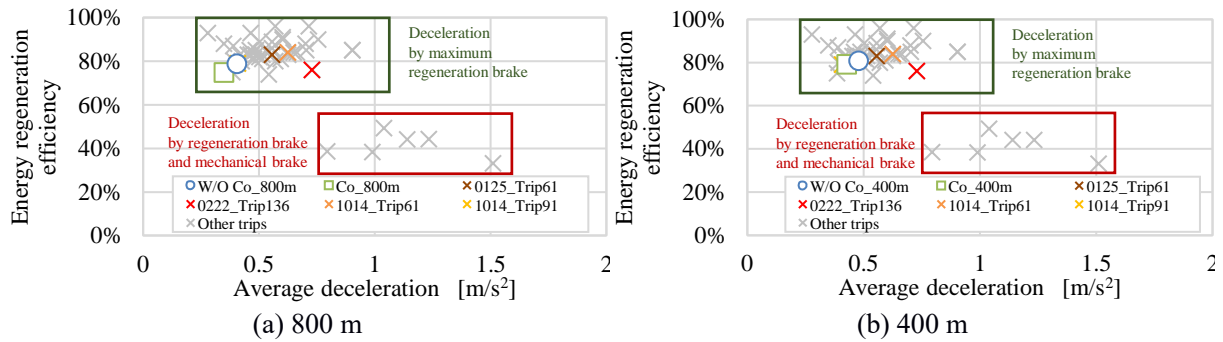 Energy regeneration
efficiency
100%
80%
60%
40%
20%
0%
Deceleration
by maximum
regeneration brake
Deceleration
by regeneration brake
and mechanical brake
W/O Co_800m
Co_800m
0125_Trip61
0222_Trip136
1014_Trip61
1014_Trip91
Other trips
0
0.5
1
1.5
2
Average deceleration [m/s²]
(a) 800 m
Energy regeneration
efficiency
100%
80%
60%
40%
20%
0%
Deceleration
by maximum
regeneration brake
Deceleration
by regeneration brake
and mechanical brake
W/O Co_400m
Co_400m
0125_Trip61
0222_Trip136
1014_Trip61
1014_Trip91
Other trips
0
0.5
1
1.5
2
Average deceleration [m/s²]
(b) 400 m